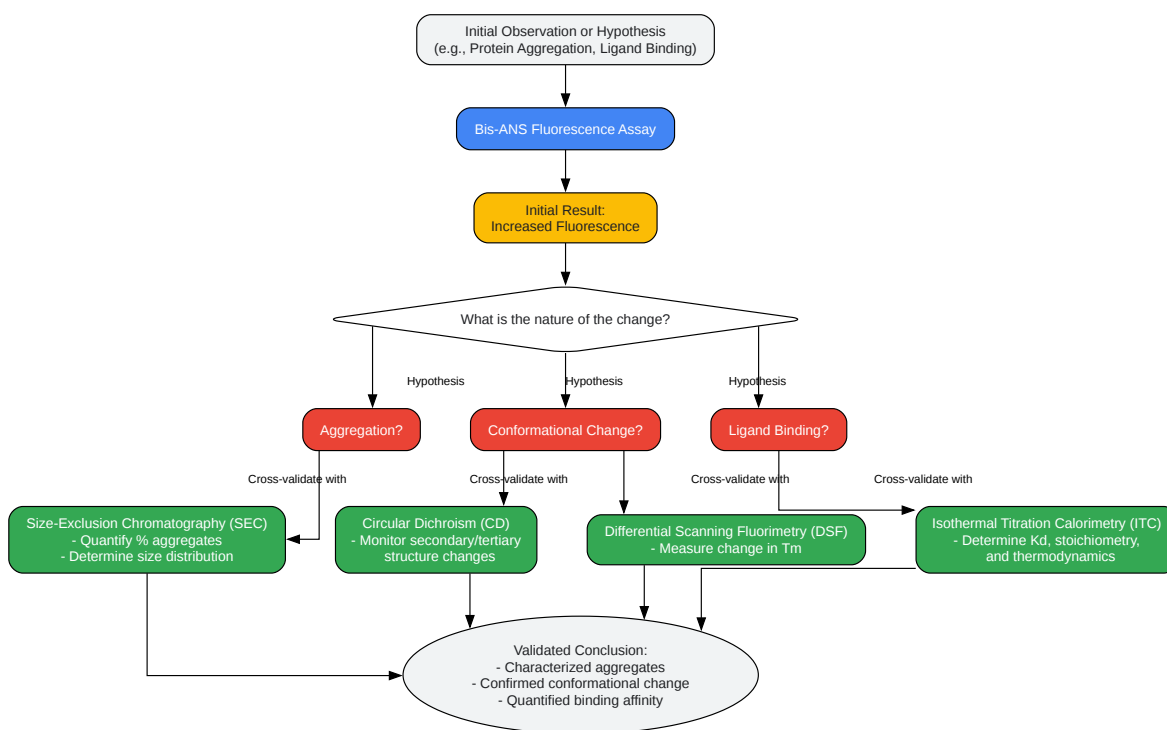 Initial Observation or Hypothesis
(e.g., Protein Aggregation, Ligand Binding)
Bis-ANS Fluorescence Assay
Initial Result:
Increased Fluorescence
What is the nature of the change?
Hypothesis
Hypothesis
Hypothesis
Aggregation?
Conformational Change?
Ligand Binding?
Cross-validate with
Cross-validate with
Cross-validate with
Cross-validate with
Size-Exclusion Chromatography (SEC)
- Quantify % aggregates
- Determine size distribution
Circular Dichroism (CD)
- Monitor secondary/tertiary
structure changes
Differential Scanning Fluorimetry (DSF)
- Measure change in Tm
Isothermal Titration Calorimetry (ITC)
- Determine Kd, stoichiometry,
and thermodynamics
Validated Conclusion:
- Characterized aggregates
- Confirmed conformational change
- Quantified binding affinity